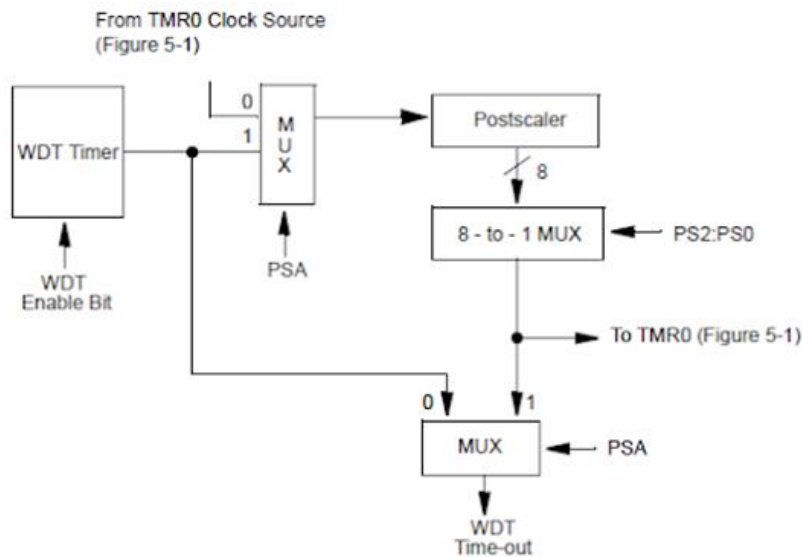 From TMR0 Clock Source
(Figure 5-1)
0
1
M
U
X
WDT Timer
Postscaler
8
8 - to - 1 MUX
PS2:PS0
PSA
WDT
Enable Bit
To TMR0 (Figure 5-1)
0
1
MUX
PSA
WDT
Time-out